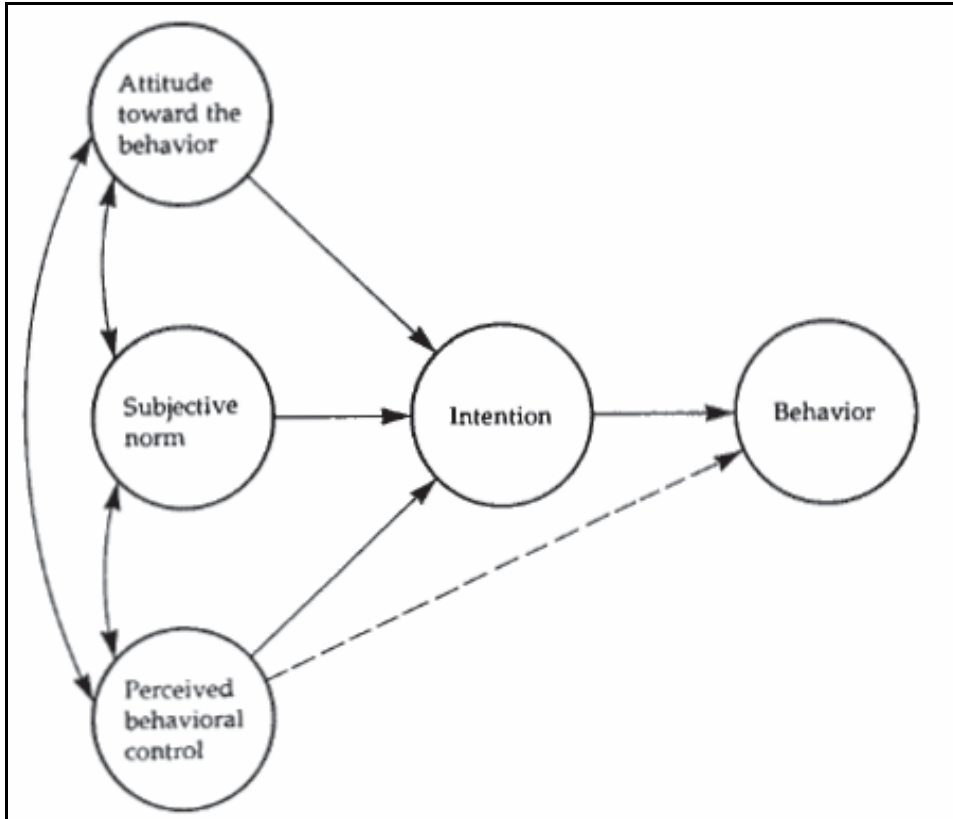 Attitude
toward the
behavior
Subjective
norm
Intention
Behavior
Perceived
behavioral
control